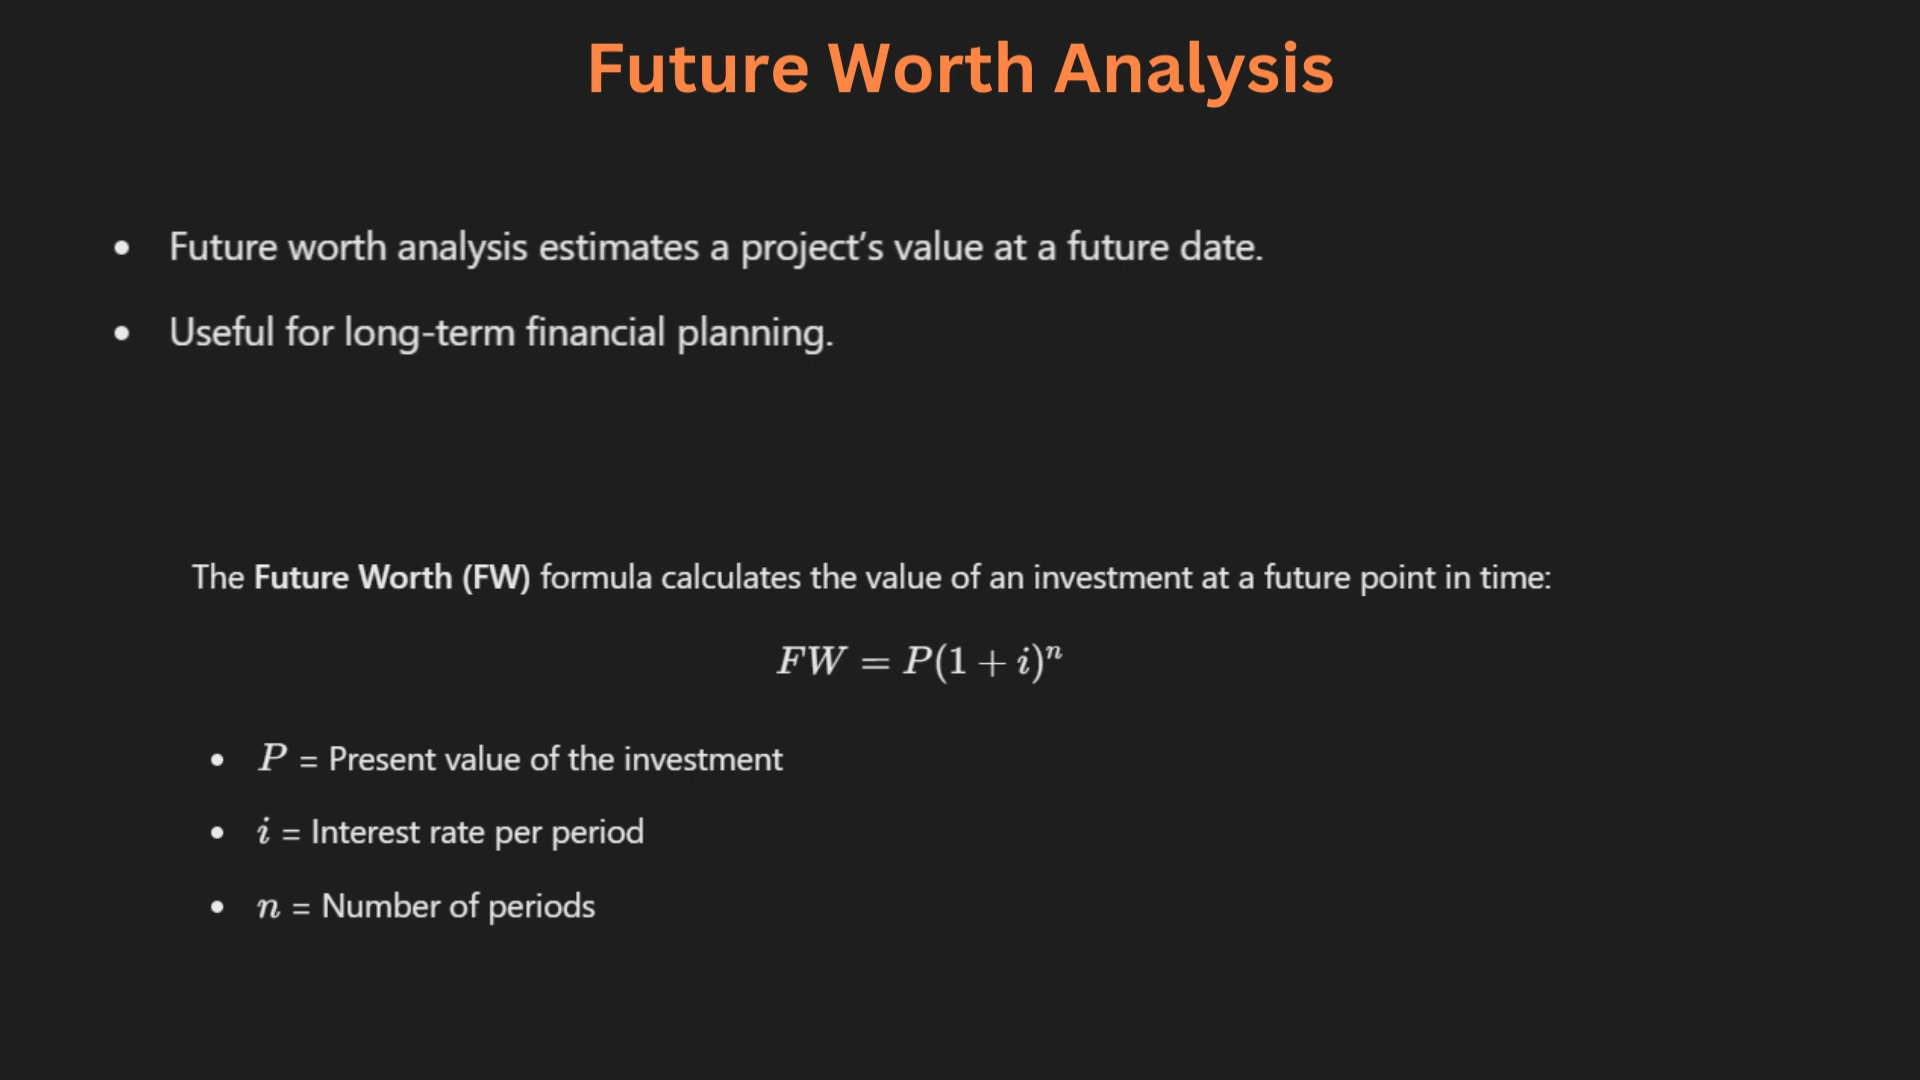 Future Worth Analysis
• Future worth analysis estimates a project's value at a future date.
• Useful for long-term financial planning.
The Future Worth (FW) formula calculates the value of an investment at a future point in time:
FW = P(1 + i)ⁿ
• P = Present value of the investment
• i = Interest rate per period
• n = Number of periods